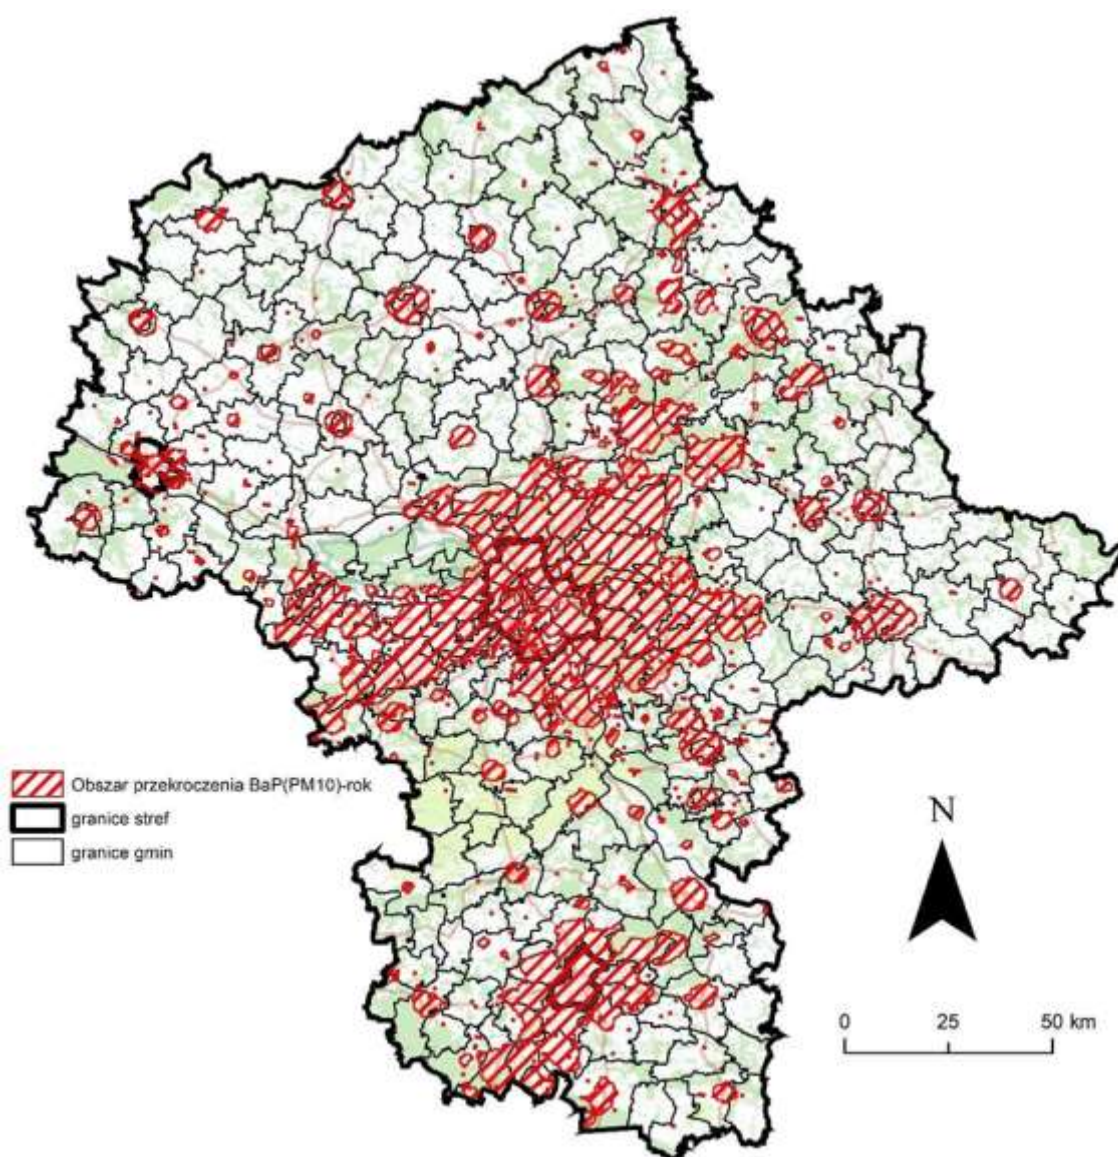 Obszar przekroczenia BaP(PM10)-rok
granice stref
granice gmin
N
0 25 50 km